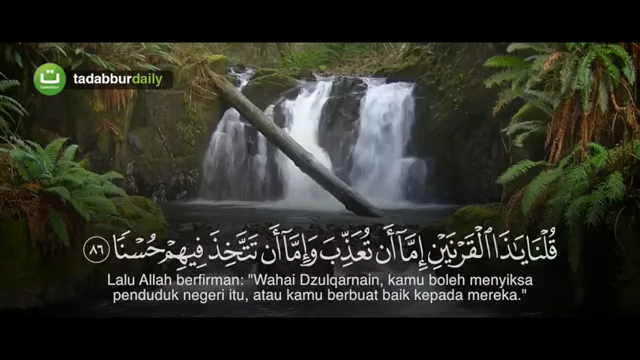 tadabburdaily
tadabbur
قُلْنَا يَٰذَا ٱلْقَرْنَيْنِ إِمَّآ أَن تُعَذِّبَ وَإِمَّآ أَن تَتَّخِذَ فِيهِمْ حُسْنًا ٨٦
Lalu Allah berfirman: "Wahai Dzulqarnain, kamu boleh menyiksa
penduduk negeri itu, atau kamu berbuat baik kepada mereka."